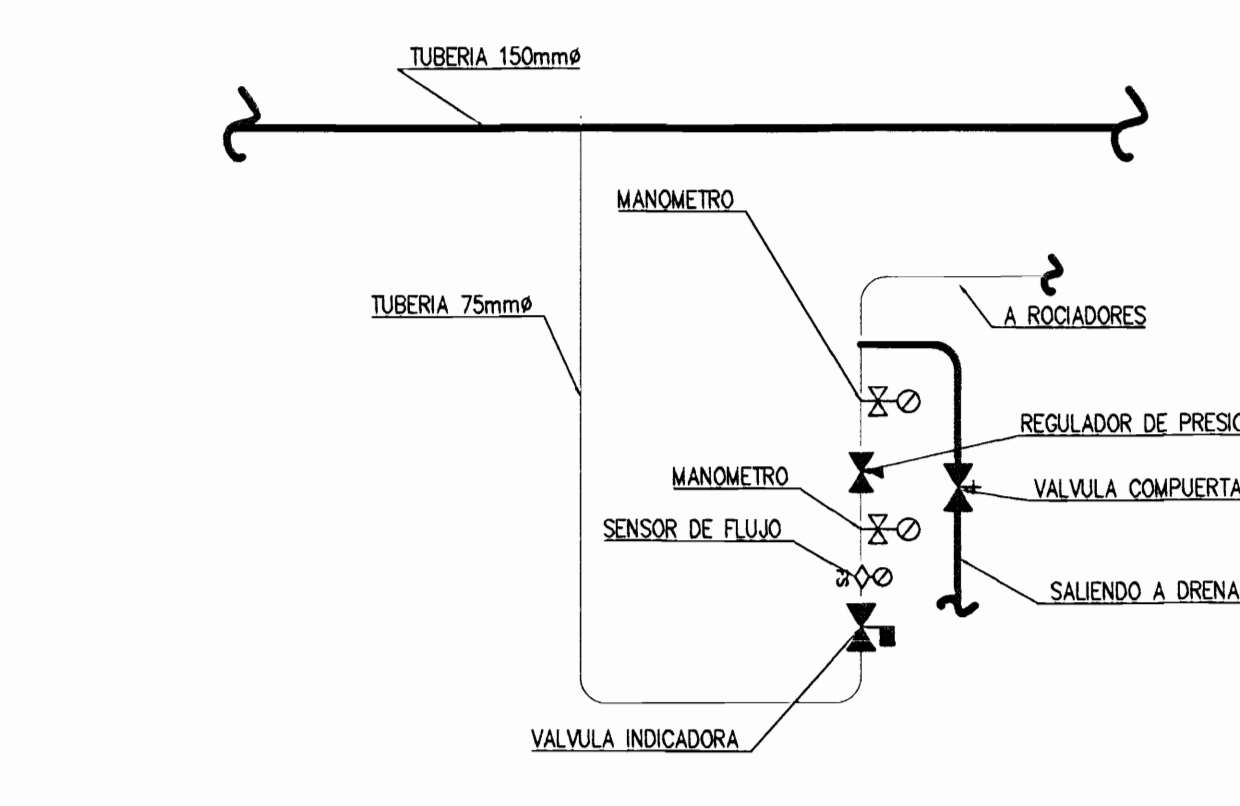 TUBERIA 150mmø
MANOMETRO
TUBERIA 75mmø
A ROCIADORES
REGULADOR DE PRESIO
MANOMETRO
VALVULA COMPUERTA
SENSOR DE FLUJO
FS
SALIENDO A DRENA
VALVULA INDICADORA